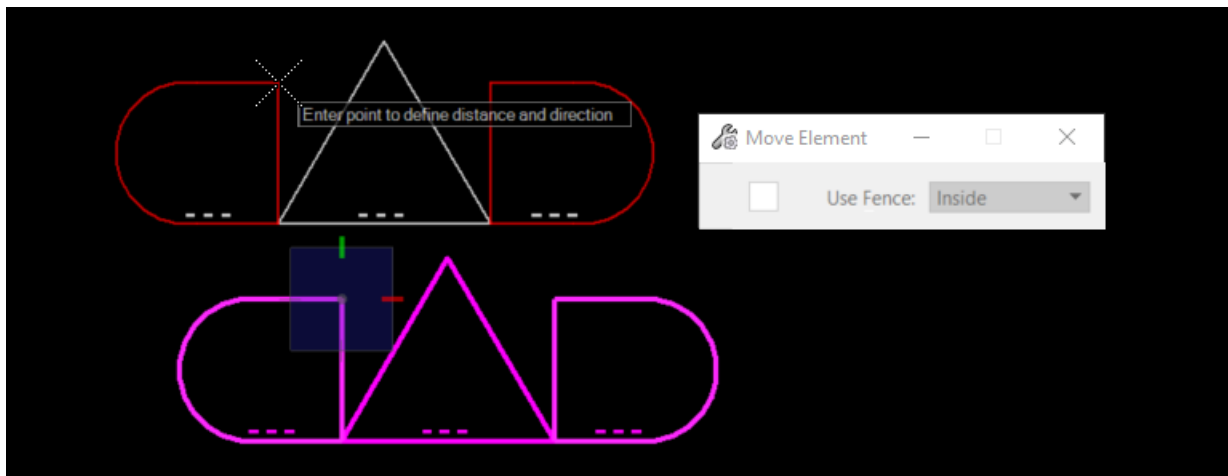 Enter point to define distance and direction
Move Element
Use Fence: Inside